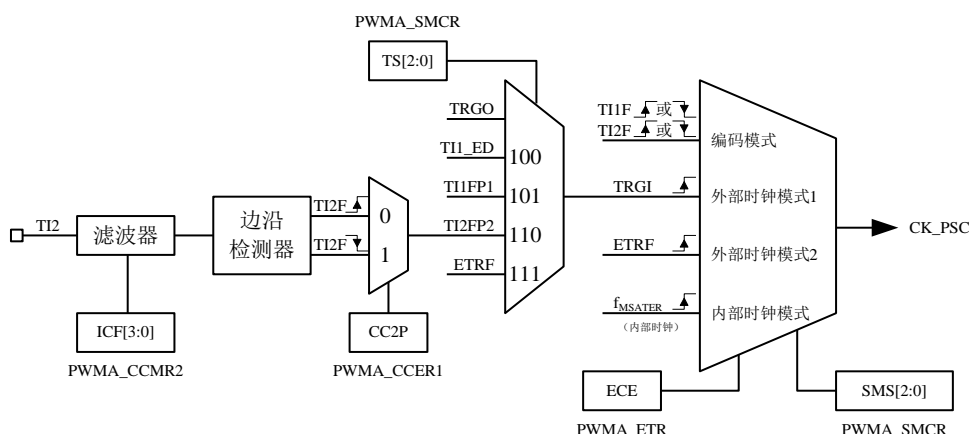 PWMA_SMCR
TS[2:0]
TRGO
TI1_ED
100
TI1FP1
101
TI2FP2
110
ETRF
111
TI2
滤波器
边沿
检测器
TI2F
0
TI2F
1
ICF[3:0]
PWMA_CCMR2
CC2P
PWMA_CCER1
TI1F 或
TI2F 或
编码模式
TRGI
外部时钟模式1
ETRF
外部时钟模式2
fMSATER
(内部时钟)
内部时钟模式
CK_PSC
ECE
PWMA_ETR
SMS[2:0]
PWMA_SMCR